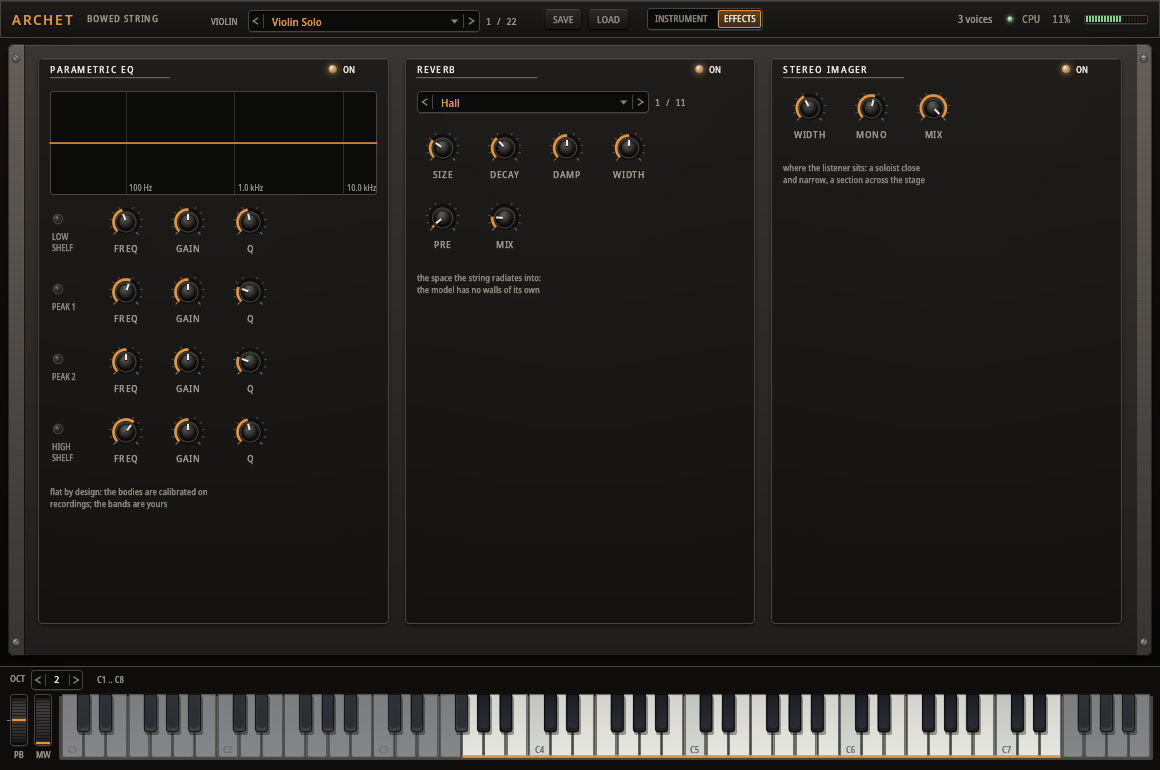 ARCHET BOWED STRING VIOLIN < Violin Solo > 1 / 22 SAVE LOAD INSTRUMENT EFFECTS 3 voices CPU 11%
PARAMETRIC EQ ON
100 Hz 1.0 kHz 10.0 kHz
LOW
SHELF
FREQ GAIN Q
PEAK 1
FREQ GAIN Q
PEAK 2
FREQ GAIN Q
HIGH
SHELF
FREQ GAIN Q
flat by design: the bodies are calibrated on
recordings; the bands are yours
REVERB ON
< Hall > 1 / 11
SIZE DECAY DAMP WIDTH
PRE MIX
the space the string radiates into:
the model has no walls of its own
STEREO IMAGER ON
WIDTH MONO MIX
where the listener sits: a soloist close
and narrow, a section across the stage
OCT < 2 > C1 .. C8
C1 C2 C3 C4 C5 C6 C7
PB MW